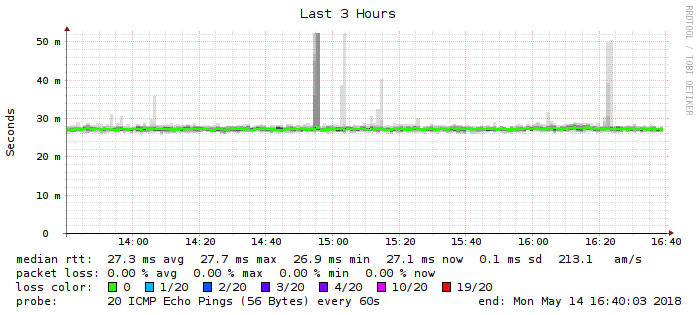 Last 3 Hours
RRDTOOL / TOBI OETIKER
Seconds
50 m
40 m
30 m
20 m
10 m
0
14:00 14:20 14:40 15:00 15:20 15:40 16:00 16:20 16:40
median rtt: 27.3 ms avg 27.7 ms max 26.9 ms min 27.1 ms now 0.1 ms sd 213.1 am/s
packet loss: 0.00 % avg 0.00 % max 0.00 % min 0.00 % now
loss color: 0 1/20 2/20 3/20 4/20 10/20 19/20
probe: 20 ICMP Echo Pings (56 Bytes) every 60s end: Mon May 14 16:40:03 2018